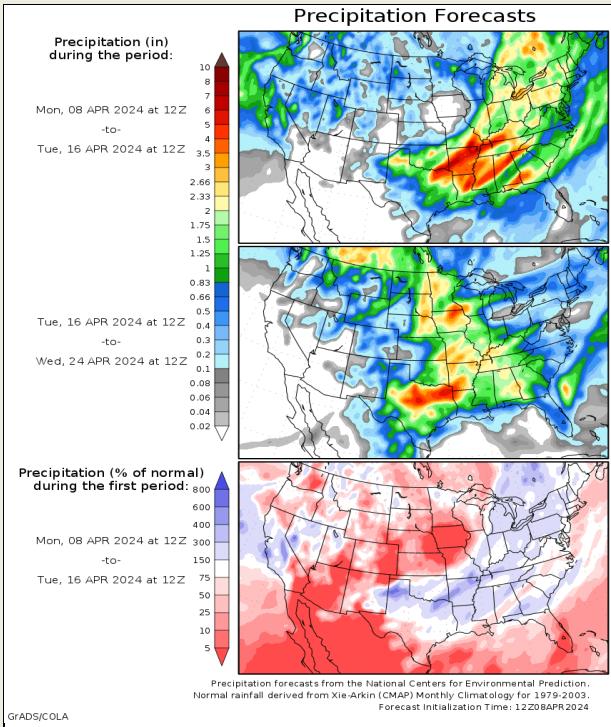 Precipitation Forecasts
Precipitation (in)
during the period:
Mon, 08 APR 2024 at 12Z
-to-
Tue, 16 APR 2024 at 12Z
10
8
7
6
5
4
3.5
3
2.66
2.33
2
1.75
1.5
1.25
1
0.83
0.66
0.5
0.4
0.3
0.2
0.1
0.08
0.06
0.04
0.02
Tue, 16 APR 2024 at 12Z
-to-
Wed, 24 APR 2024 at 12Z
Precipitation (% of normal)
during the first period:
Mon, 08 APR 2024 at 12Z
-to-
Tue, 16 APR 2024 at 12Z
800
600
400
300
150
75
50
25
10
5
Precipitation forecasts from the National Centers for Environmental Prediction.
Normal rainfall derived from Xie-Arkin (CMAP) Monthly Climatology for 1979-2003.
Forecast Initialization Time: 12Z08APR2024
GrADS/COLA